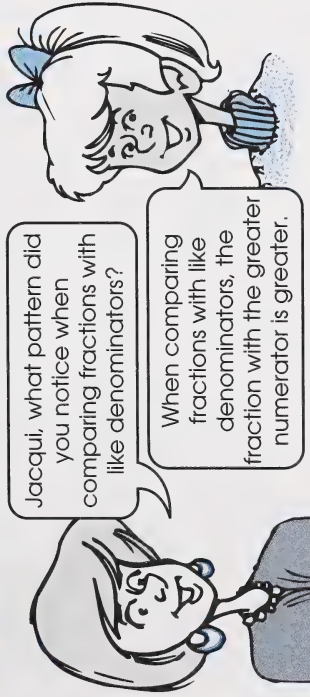 Jacqui, what pattern did
you notice when
comparing fractions with
like denominators?
When comparing
fractions with like
denominators, the
fraction with the greater
numerator is greater.